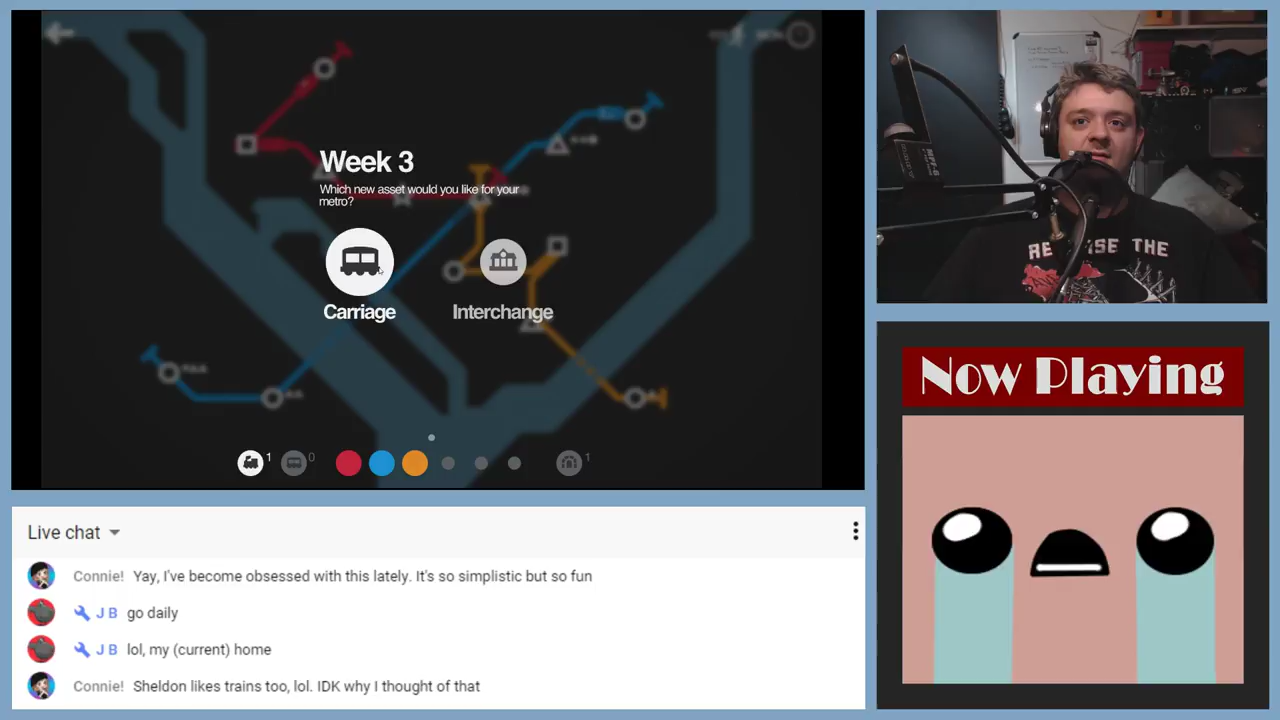 Week 3
Which new asset would you like for your
metro?
Carriage
Interchange
1
0
1
Live chat
Connie! Yay, I've become obsessed with this lately. It's so simplistic but so fun
J B go daily
J B lol, my (current) home
Connie! Sheldon likes trains too, lol. IDK why I thought of that
Now Playing
THE